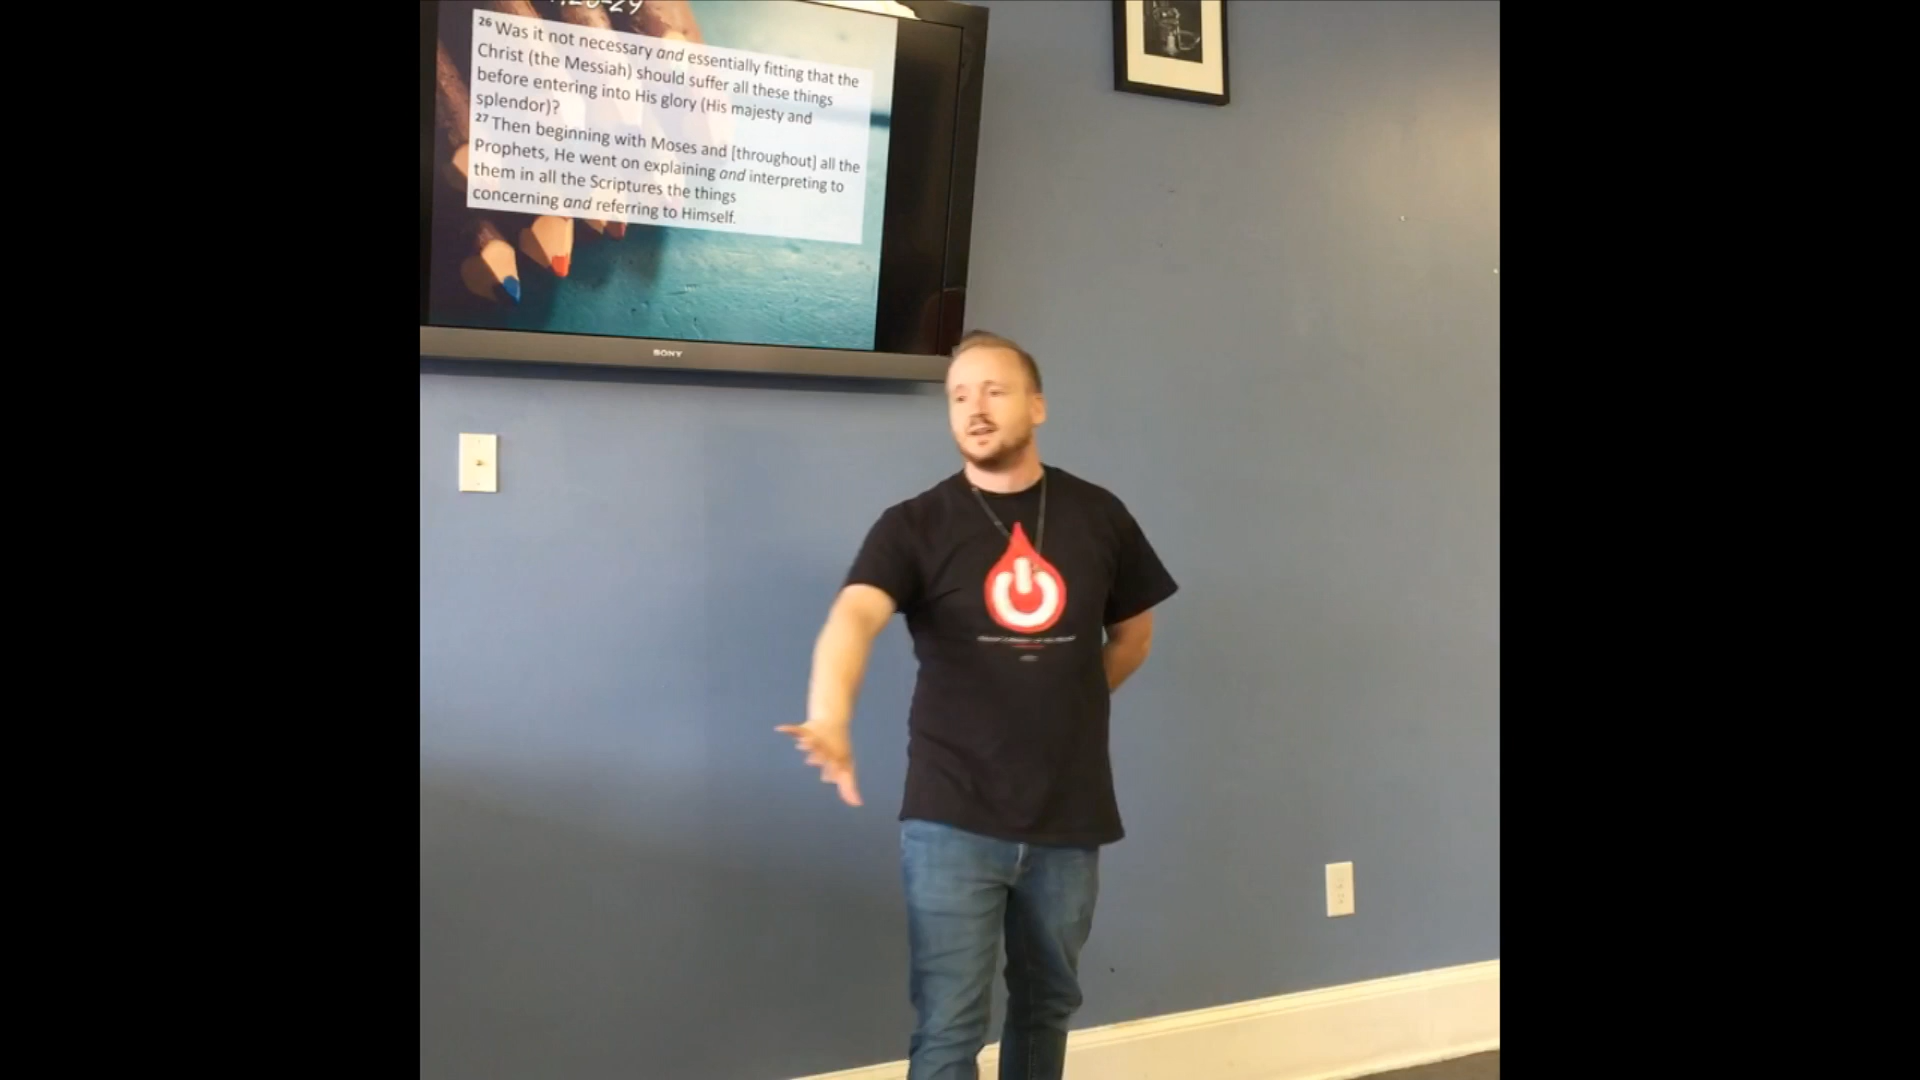 26 Was it not necessary and essentially fitting that the
Christ (the Messiah) should suffer all these things
before entering into His glory (His majesty and
splendor)?
27 Then beginning with Moses and [throughout] all the
Prophets, He went on explaining and interpreting to
them in all the Scriptures the things
concerning and referring to Himself.
SONY